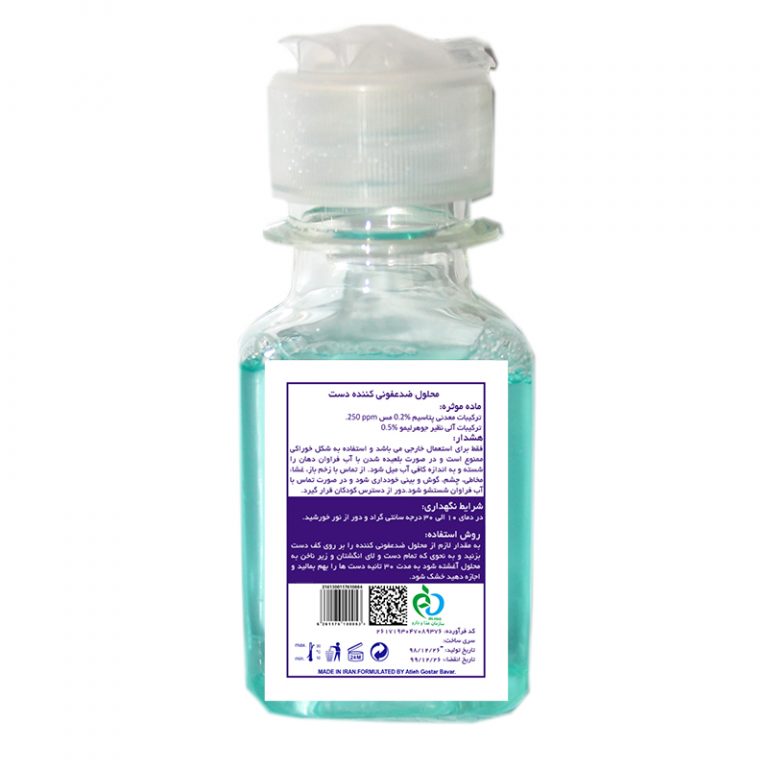 محلول ضدعفونی کننده دست
ماده موثره:
ترکیبات معدنی پتاسیم %0.2 مس 250 ppm.
ترکیبات آلی نظیر جوهرلیمو %0.5
هشدار:
فقط برای استعمال خارجی می باشد و استفاده به شکل خوراکی
ممنوع است و در صورت بلعیده شدن با آب فراوان دهان را
شسته و به اندازه کافی آب میل شود. از تماس با زخم باز، غشاء
مخاطی، چشم، گوش و بینی خودداری شود و در صورت تماس با
آب فراوان شستشو شود.دور از دسترس کودکان قرار گیرد.
شرایط نگهداری:
در دمای ۱۰ الی ۳۰ درجه سانتی گراد و دور از نور خورشید.
روش استفاده:
به مقدار لازم از محلول ضدعفونی کننده را بر روی کف دست
بزنید و به نحوی که تمام دست و لای انگشتان و زیر ناخن به
محلول آغشته شود به مدت ۳۰ ثانیه دست ها را بهم بمالید و
اجازه دهید خشک شود.
سازمان غذا و دارو
کد فرآورده: ۲۶۱۷۱۹۳۰۴۷۰۸۹۳۷۶
سری ساخت:
تاریخ تولید: ۹۸/۱۲/۲۶
تاریخ انقضاء: ۹۹/۱۲/۲۶
max.
24M
MADE IN IRAN.FORMULATED BY Atieh Gostar Bavar.